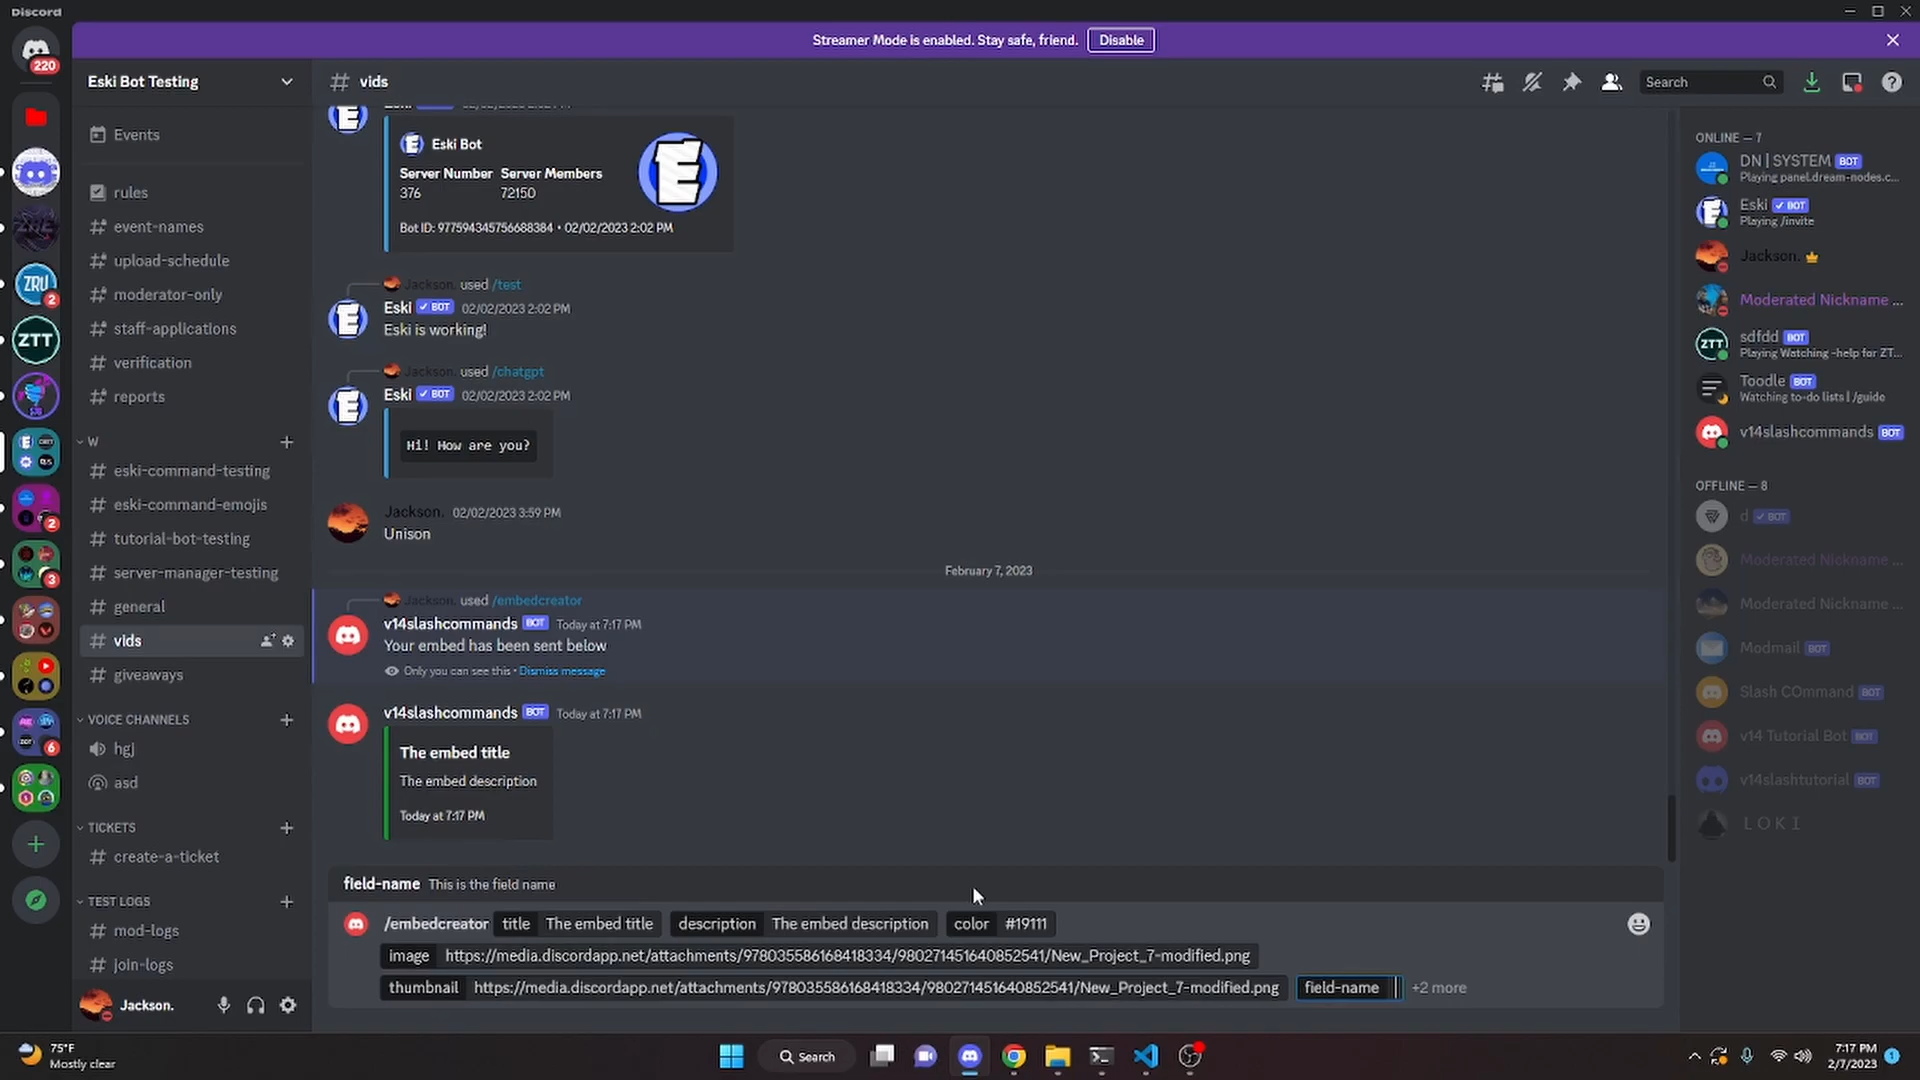 Discord
Streamer Mode is enabled. Stay safe, friend. Disable
220
Eski Bot Testing
Events
rules
event-names
upload-schedule
moderator-only
staff-applications
verification
reports
W
eski-command-testing
eski-command-emojis
tutorial-bot-testing
server-manager-testing
general
vids
giveaways
VOICE CHANNELS
hgj
asd
TICKETS
create-a-ticket
TEST LOGS
mod-logs
join-logs
Jackson.
ZRU
2
ZTT
2
3
6
# vids
Search
Eski Bot
Server Number Server Members
376 72150
Bot ID: 977594345756688384 • 02/02/2023 2:02 PM
Jackson. used /test
Eski ✓ BOT 02/02/2023 2:02 PM
Eski is working!
Jackson. used /chatgpt
Eski ✓ BOT 02/02/2023 2:02 PM
Hi! How are you?
Jackson. 02/02/2023 3:59 PM
Unison
February 7, 2023
Jackson. used /embedcreator
v14slashcommands BOT Today at 7:17 PM
Your embed has been sent below
Only you can see this • Dismiss message
v14slashcommands BOT Today at 7:17 PM
The embed title
The embed description
Today at 7:17 PM
field-name This is the field name
/embedcreator title The embed title description The embed description color #19111
image https://media.discordapp.net/attachments/978035586168418334/980271451640852541/New_Project_7-modified.png
thumbnail https://media.discordapp.net/attachments/978035586168418334/980271451640852541/New_Project_7-modified.png field-name +2 more
ONLINE — 7
DN | SYSTEM BOT
Playing panel.dream-nodes.c...
Eski ✓ BOT
Playing /invite
Jackson.
Moderated Nickname ...
sdfdd BOT
ZTT
Playing Watching -help for ZT...
Toodle BOT
Watching to-do lists | /guide
v14slashcommands BOT
OFFLINE — 8
d ✓ BOT
Moderated Nickname ...
Moderated Nickname ...
Modmail BOT
Slash COmmand BOT
v14 Tutorial Bot BOT
v14slashtutorial BOT
L O K I
75°F
Mostly clear
Search
7:17 PM
2/7/2023
1